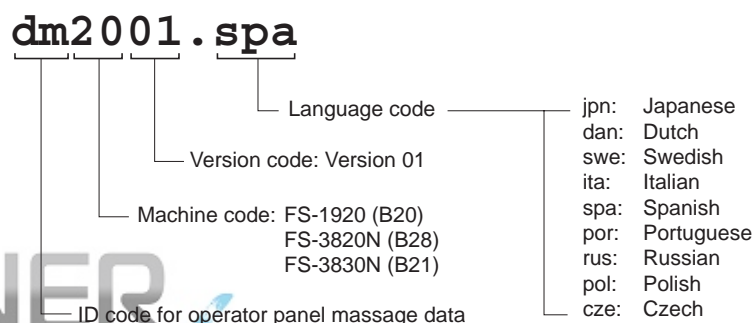 dm2001.spa
Language code
jpn: Japanese
dan: Dutch
swe: Swedish
ita: Italian
spa: Spanish
por: Portuguese
rus: Russian
pol: Polish
cze: Czech
Version code: Version 01
Machine code: FS-1920 (B20)
FS-3820N (B28)
FS-3830N (B21)
ID code for operator panel massage data